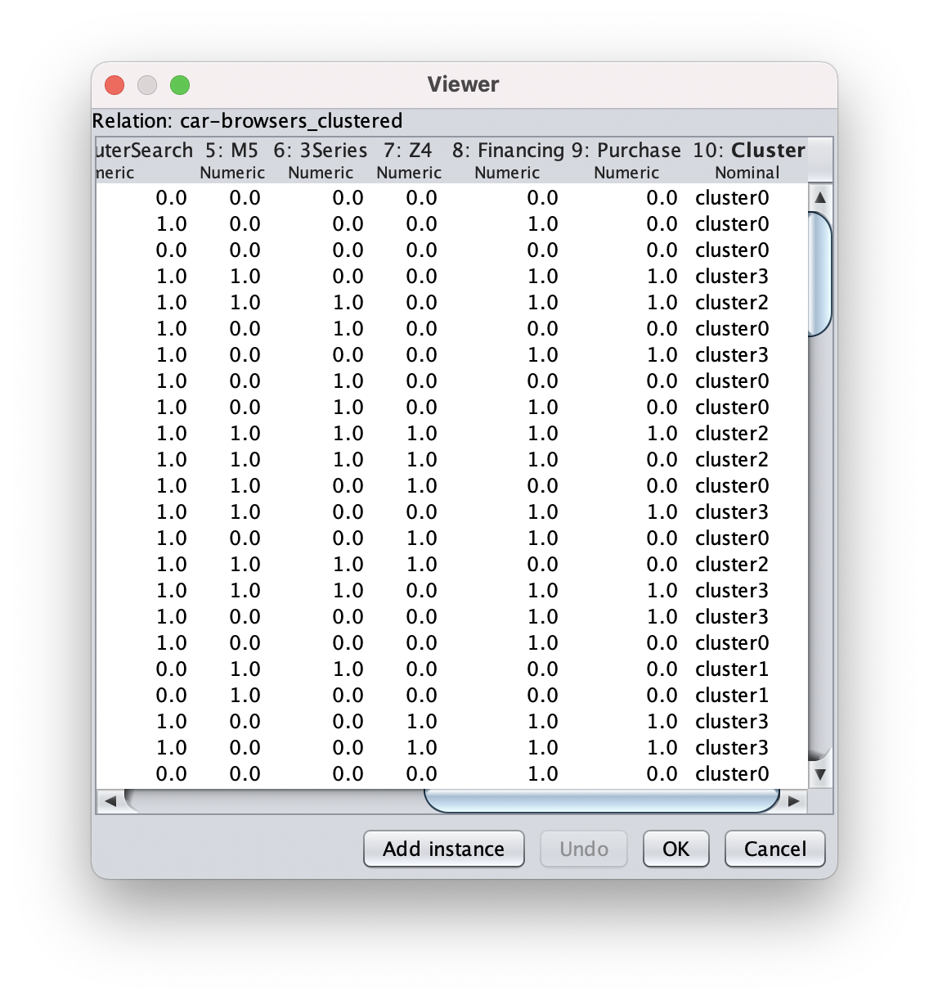 Viewer
Relation: car-browsers_clustered
uterSearch 5: M5 6: 3Series 7: Z4 8: Financing 9: Purchase 10: Cluster
meric Numeric Numeric Numeric Numeric Numeric Nominal
0.0 0.0 0.0 0.0 0.0 0.0 cluster0
1.0 0.0 0.0 0.0 1.0 0.0 cluster0
0.0 0.0 0.0 0.0 0.0 0.0 cluster0
1.0 1.0 0.0 0.0 1.0 1.0 cluster3
1.0 1.0 1.0 0.0 1.0 1.0 cluster2
1.0 0.0 1.0 0.0 0.0 0.0 cluster0
1.0 0.0 0.0 0.0 1.0 1.0 cluster3
1.0 0.0 1.0 0.0 0.0 0.0 cluster0
1.0 0.0 1.0 0.0 1.0 0.0 cluster0
1.0 1.0 1.0 1.0 1.0 1.0 cluster2
1.0 1.0 1.0 1.0 1.0 0.0 cluster2
1.0 1.0 0.0 1.0 0.0 0.0 cluster0
1.0 1.0 0.0 0.0 1.0 1.0 cluster3
1.0 0.0 0.0 1.0 1.0 0.0 cluster0
1.0 1.0 1.0 1.0 0.0 0.0 cluster2
1.0 1.0 1.0 0.0 1.0 1.0 cluster3
1.0 0.0 0.0 0.0 1.0 1.0 cluster3
1.0 0.0 0.0 0.0 1.0 0.0 cluster0
0.0 1.0 1.0 0.0 0.0 0.0 cluster1
0.0 1.0 0.0 0.0 0.0 0.0 cluster1
1.0 0.0 0.0 1.0 1.0 1.0 cluster3
1.0 0.0 0.0 1.0 1.0 1.0 cluster3
0.0 0.0 0.0 0.0 1.0 0.0 cluster0
Add instance Undo OK Cancel